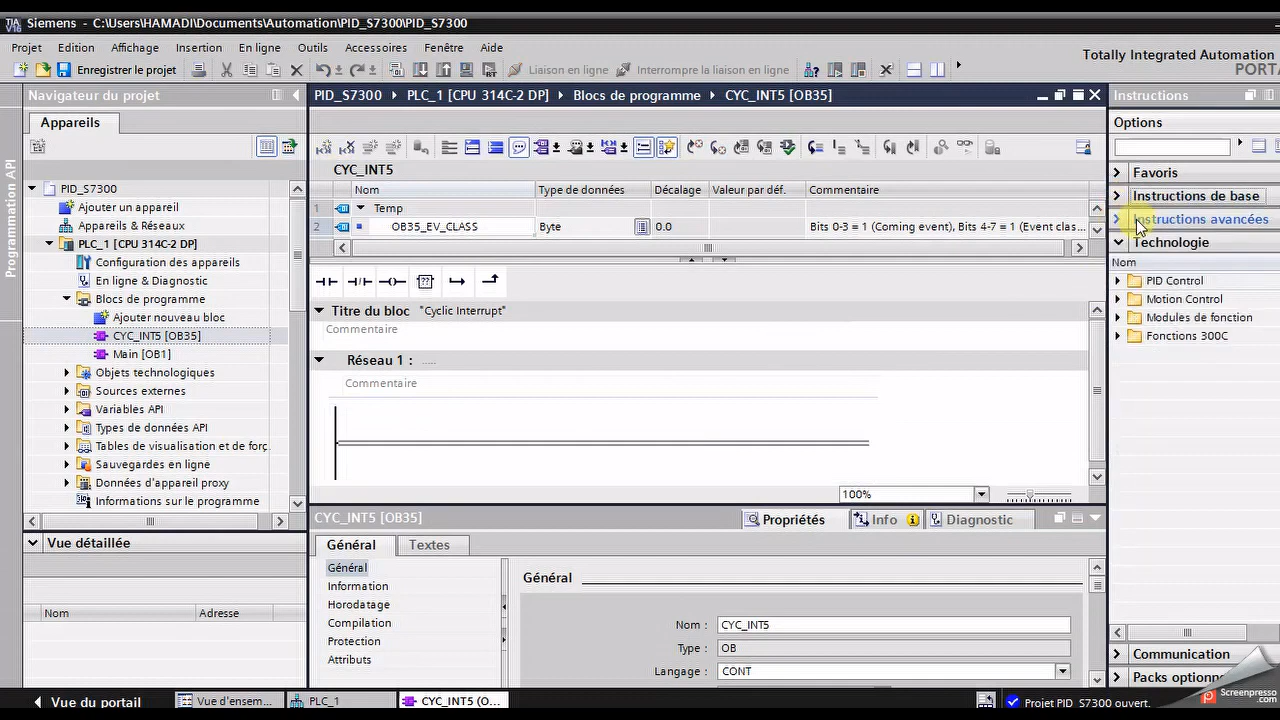 TIA V16 Siemens - C:\Users\HAMADI\Documents\Automation\PID_S7300\PID_S7300
Projet Edition Affichage Insertion En ligne Outils Accessoires Fenêtre Aide
Totally Integrated Automation
PORTA
Enregistrer le projet Liaison en ligne Interrompre la liaison en ligne
Navigateur du projet
PID_S7300 PLC_1 [CPU 314C-2 DP] Blocs de programme CYC_INT5 [OB35]
Instructions
Appareils
Options
Programmation API
CYC_INT5
Nom Type de données Décalage Valeur par déf. Commentaire
1 Temp
2 OB35_EV_CLASS Byte 0.0 Bits 0-3 = 1 (Coming event), Bits 4-7 = 1 (Event clas...
PID_S7300
Ajouter un appareil
Appareils & Réseaux
PLC_1 [CPU 314C-2 DP]
Configuration des appareils
En ligne & Diagnostic
Blocs de programme
Ajouter nouveau bloc
CYC_INT5 [OB35]
Main [OB1]
Objets technologiques
Sources externes
Variables API
Types de données API
Tables de visualisation et de forç
Sauvegardes en ligne
Données d'appareil proxy
Informations sur le programme
Titre du bloc "Cyclic Interrupt"
Commentaire
Réseau 1 : .....
Commentaire
100%
Favoris
Instructions de base
Instructions avancées
Technologie
Nom
PID Control
Motion Control
Modules de fonction
Fonctions 300C
Communication
Packs optionne
Vue détaillée
Nom Adresse
CYC_INT5 [OB35]
Propriétés Info Diagnostic
Général Textes
Général
Information
Horodatage
Compilation
Protection
Attributs
Général
Nom : CYC_INT5
Type : OB
Langage : CONT
Vue du portail Vue d'ensem... PLC_1 CYC_INT5 (O...
Projet PID_S7300 ouvert.
Screenpresso
.com